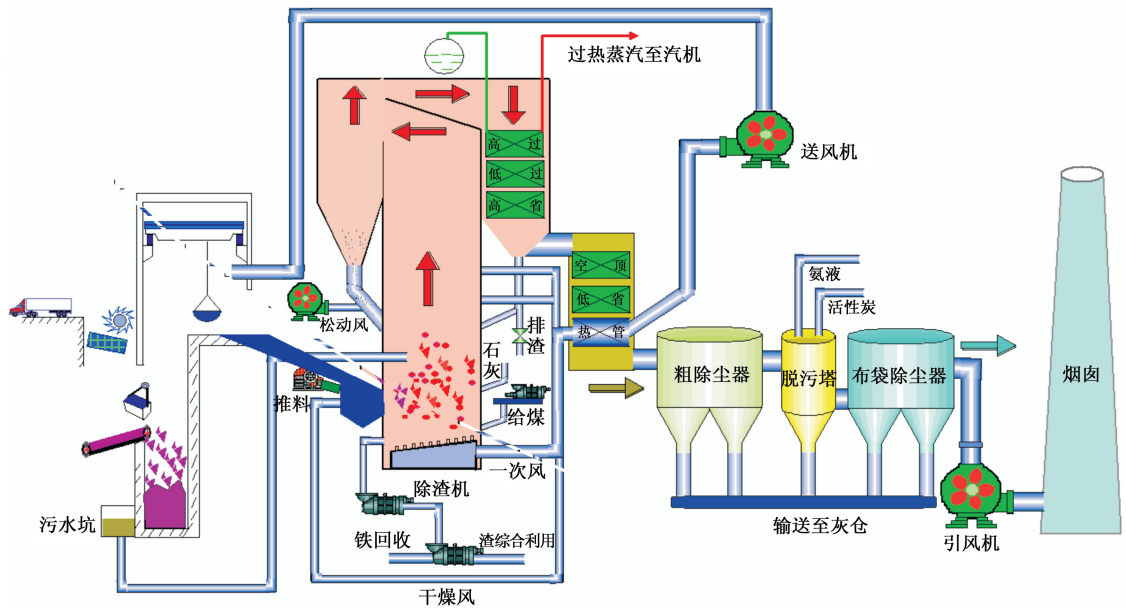 过热蒸汽至汽机
送风机
高 过
低 过
高 省
空 顶
低 省
热 管
氨液
活性炭
松动风
排渣
石灰
推料
给煤
一次风
粗除尘器
脱污塔
布袋除尘器
烟囱
除渣机
污水坑
铁回收
渣综合利用
输送至灰仓
引风机
干燥风